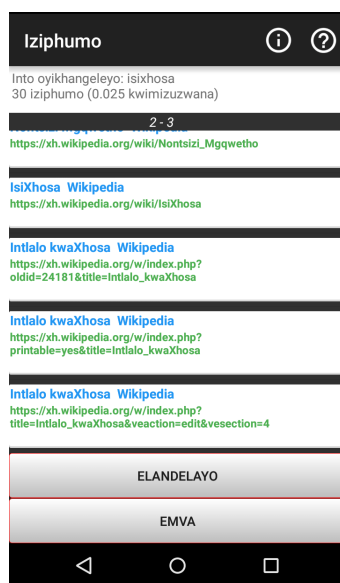 Iziphumo
Into oyikhangeleyo: isixhosa
30 iziphumo (0.025 kwimizuzwana)
2 - 3
https://xh.wikipedia.org/wiki/Nontsizi_Mgqwetho
IsiXhosa Wikipedia
https://xh.wikipedia.org/wiki/IsiXhosa
Intlalo kwaXhosa Wikipedia
https://xh.wikipedia.org/w/index.php?
oldid=24181&title=Intlalo_kwaXhosa
Intlalo kwaXhosa Wikipedia
https://xh.wikipedia.org/w/index.php?
printable=yes&title=Intlalo_kwaXhosa
Intlalo kwaXhosa Wikipedia
https://xh.wikipedia.org/w/index.php?
title=Intlalo_kwaXhosa&veaction=edit&vesection=4
ELANDELAYO
EMVA